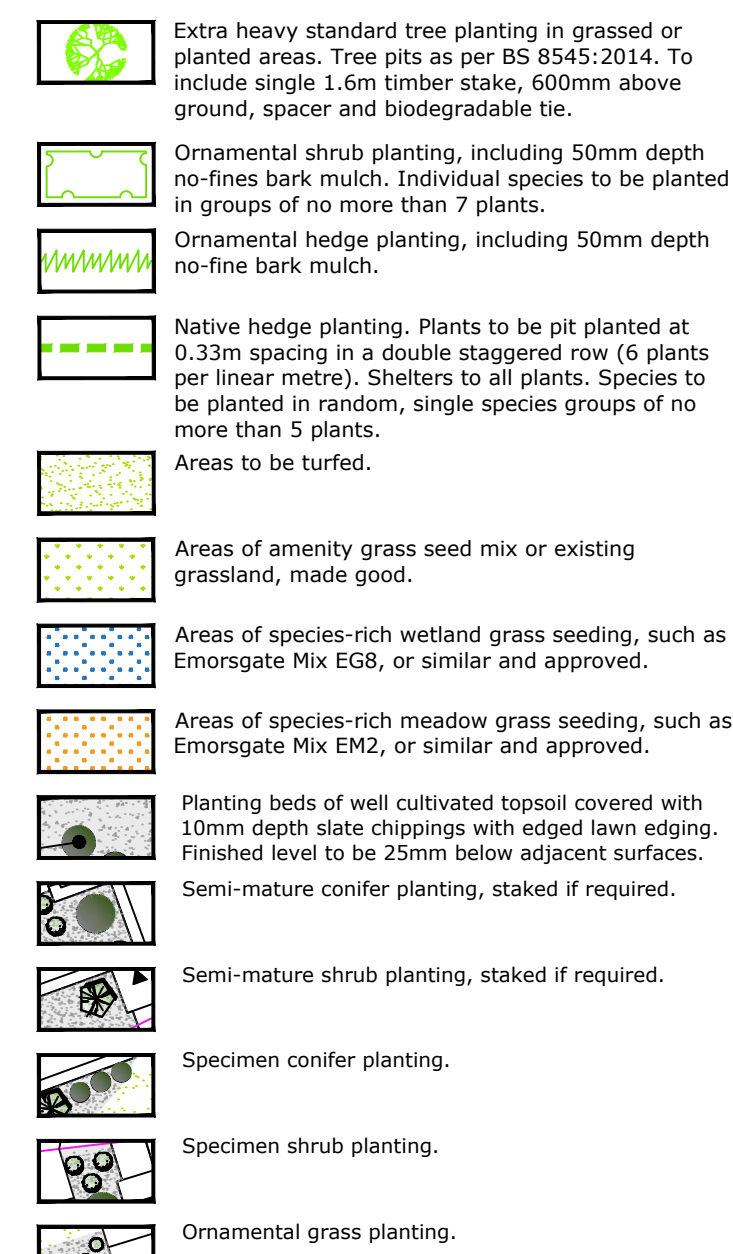 Extra heavy standard tree planting in grassed or
planted areas. Tree pits as per BS 8545:2014. To
include single 1.6m timber stake, 600mm above
ground, spacer and biodegradable tie.
Ornamental shrub planting, including 50mm depth
no-fines bark mulch. Individual species to be planted
in groups of no more than 7 plants.
Ornamental hedge planting, including 50mm depth
no-fine bark mulch.
Native hedge planting. Plants to be pit planted at
0.33m spacing in a double staggered row (6 plants
per linear metre). Shelters to all plants. Species to
be planted in random, single species groups of no
more than 5 plants.
Areas to be turfed.
Areas of amenity grass seed mix or existing
grassland, made good.
Areas of species-rich wetland grass seeding, such as
Emorsgate Mix EG8, or similar and approved.
Areas of species-rich meadow grass seeding, such as
Emorsgate Mix EM2, or similar and approved.
Planting beds of well cultivated topsoil covered with
10mm depth slate chippings with edged lawn edging.
Finished level to be 25mm below adjacent surfaces.
Semi-mature conifer planting, staked if required.
Semi-mature shrub planting, staked if required.
Specimen conifer planting.
Specimen shrub planting.
Ornamental grass planting.